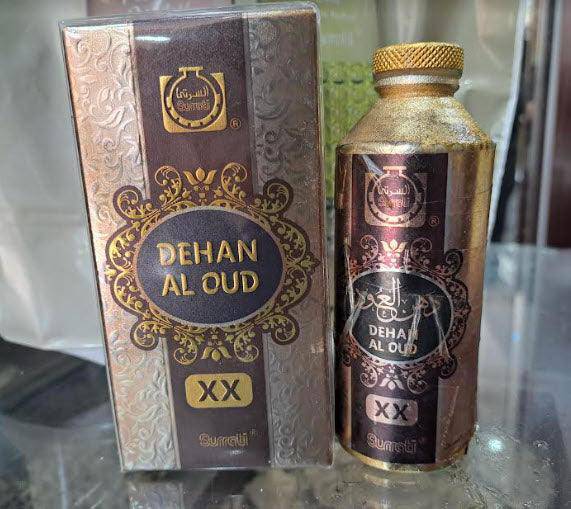 السرتي
Surrati
®
DEHAN
AL OUD
XX
Surrati®
السرتي
Surrati
®
دهن العود
DEHAN
AL OUD
XX
Surrati®